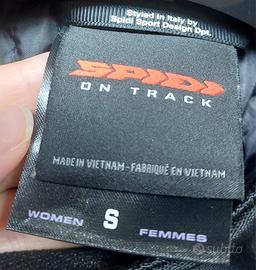 Styled in Italy by
Spidi Sport Design Dpt.
SPIDI
ON TRACK
MADE IN VIETNAM - FABRIQUÉ EN VIETNAM
WOMEN S FEMMES
subito